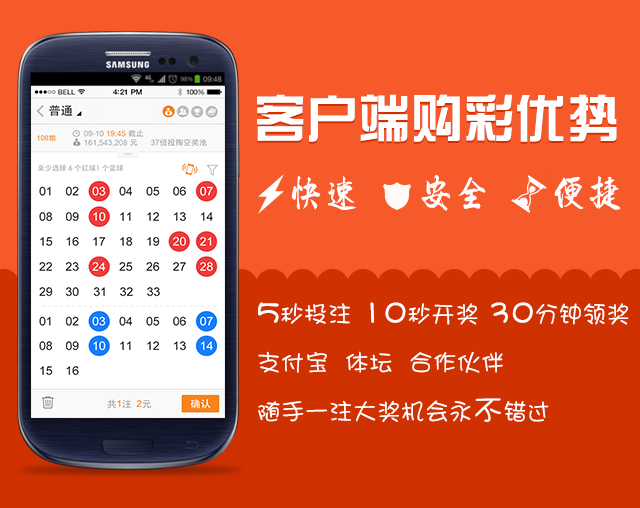 SAMSUNG
98% 09:48
BELL 4:21 PM 100%
普通
108期
09-10 19:45 截止
161,543,208 元
37倍投掏空奖池
至少选择 6 个红球1 个蓝球
01 02 03 04 05 06 07
08 09 10 11 12 13 14
15 16 17 18 19 20 21
22 23 24 25 26 27 28
29 30 31 32 33
01 02 03 04 05 06 07
08 09 10 11 12 13 14
15 16
共1注 2元
确认
客户端购彩优势
快速 安全 便捷
5秒投注 10秒开奖 30分钟领奖
支付宝 体坛 合作伙伴
随手一注大奖机会永不错过